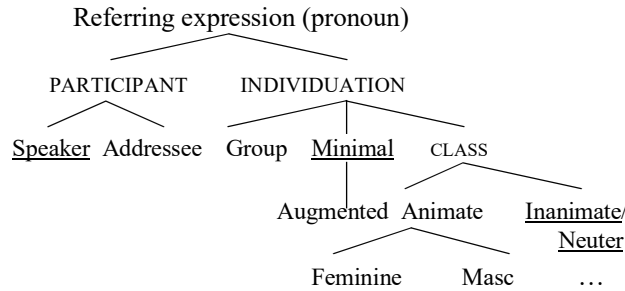 Referring expression (pronoun)
PARTICIPANT INDIVIDUATION
Speaker Addressee Group Minimal CLASS
Augmented Animate Inanimate/
Neuter
Feminine Masc …